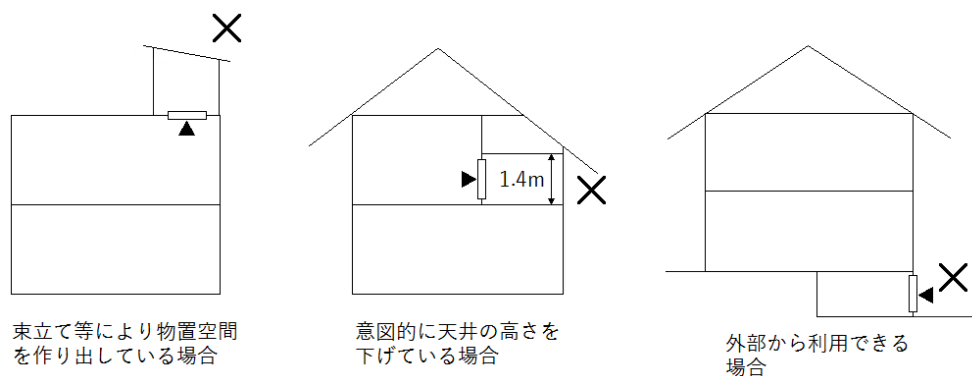 1.4m
束立て等により物置空間
を作り出している場合
意図的に天井の高さを
下げている場合
外部から利用できる
場合